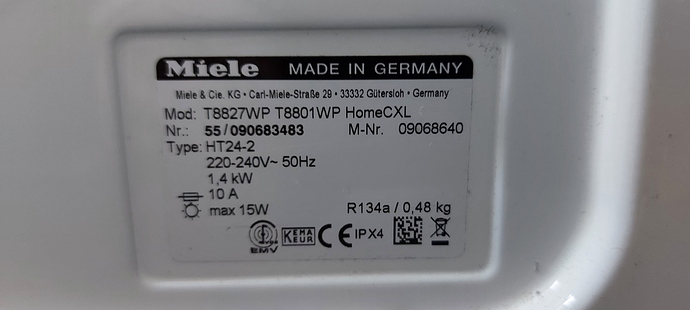 Miele MADE IN GERMANY
Miele & Cie. KG • Carl-Miele-Straße 29 • 33332 Gütersloh • Germany
Mod: T8827WP T8801WP HomeCXL
Nr.: 55/090683483 M-Nr. 09068640
Type: HT24-2
220-240V~ 50Hz
1,4 kW
10 A
max 15W R134a / 0,48 kg
EMV KEMA KEUR CE IPX4